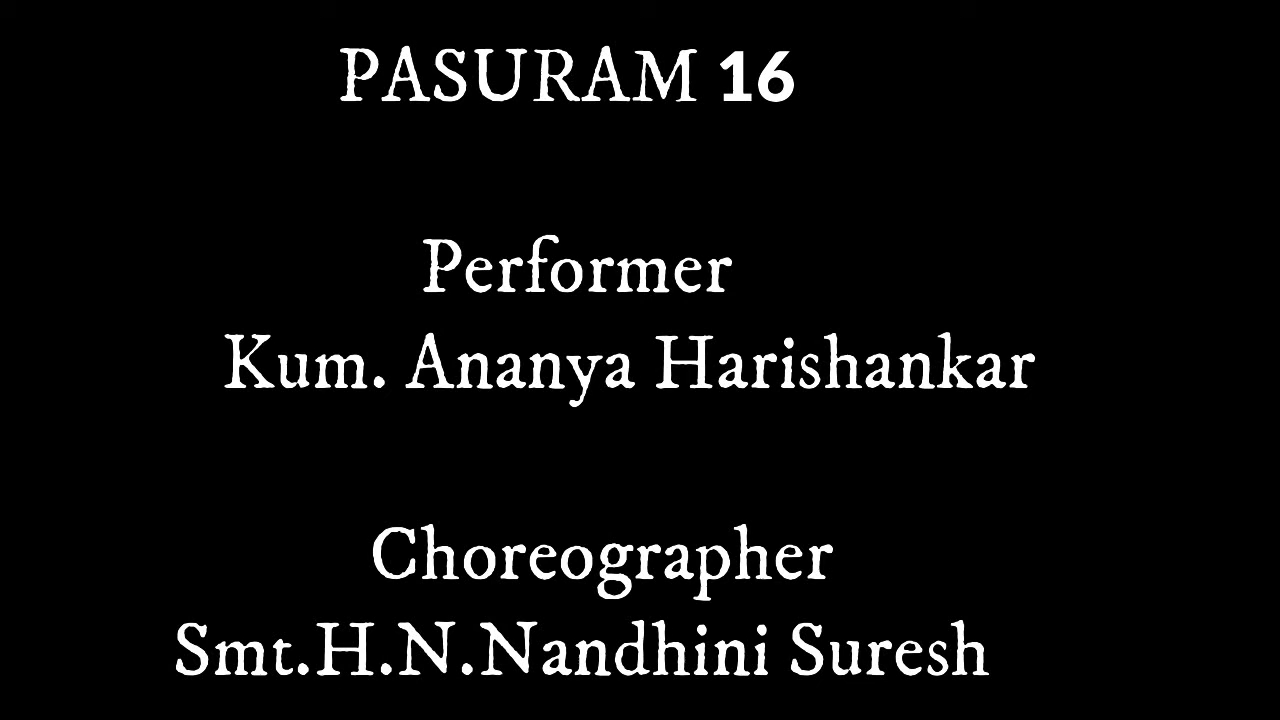 PASURAM 16
Performer
Kum. Ananya Harishankar
Choreographer
Smt.H.N.Nandhini Suresh